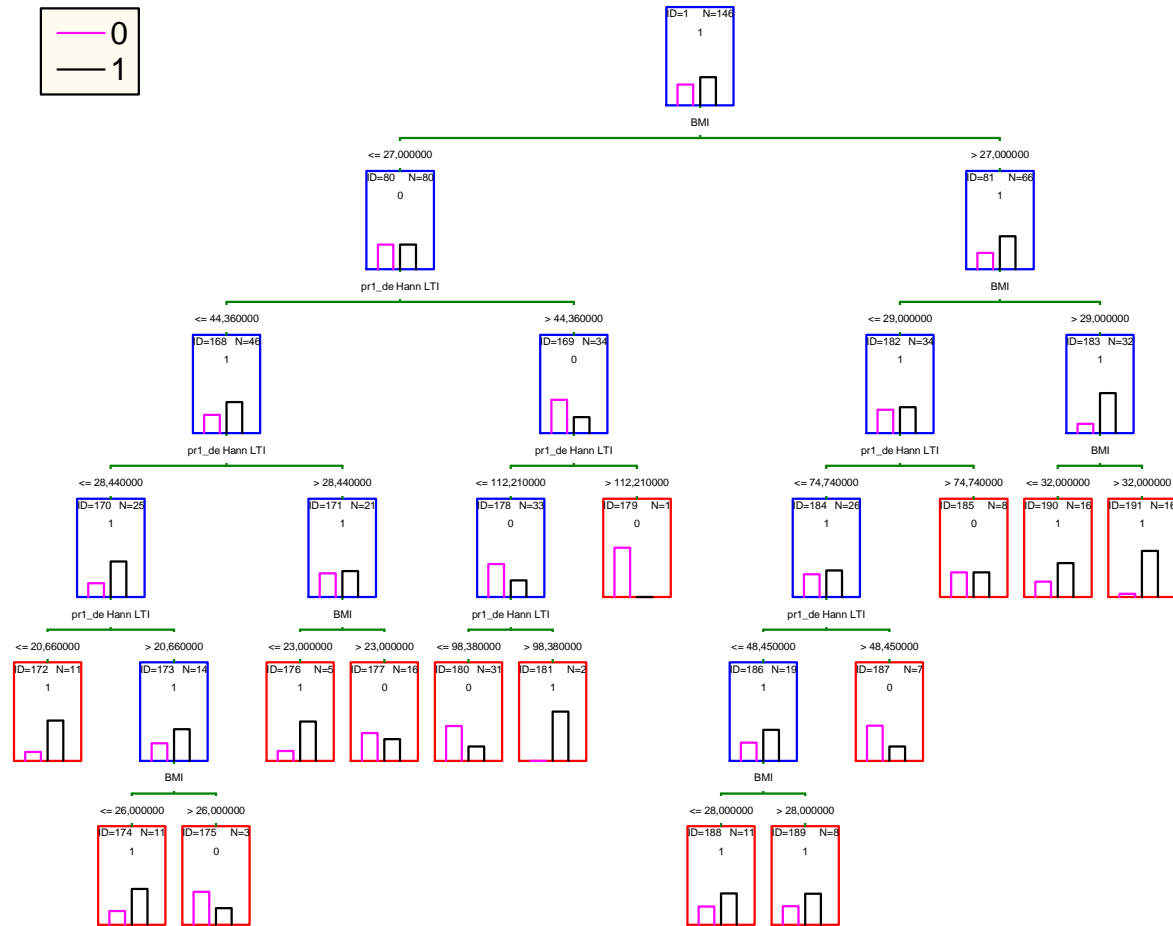 0
1
ID=1 N=146
1
BMI
<= 27,000000 > 27,000000
ID=80 N=80 ID=81 N=66
0 1
pr1_de Hann LTI BMI
<= 44,360000 > 44,360000 <= 29,000000 > 29,000000
ID=168 N=46 ID=169 N=34 ID=182 N=34 ID=183 N=32
1 0 1 1
pr1_de Hann LTI pr1_de Hann LTI pr1_de Hann LTI BMI
<= 28,440000 > 28,440000 <= 112,210000 > 112,210000 <= 74,740000 > 74,740000 <= 32,000000 > 32,000000
ID=170 N=25 ID=171 N=21 ID=178 N=33 ID=179 N=1 ID=184 N=26 ID=185 N=8 ID=190 N=16 ID=191 N=16
1 1 0 0 1 0 1 1
pr1_de Hann LTI BMI pr1_de Hann LTI pr1_de Hann LTI
<= 20,660000 > 20,660000 <= 23,000000 > 23,000000 <= 98,380000 > 98,380000 <= 48,450000 > 48,450000
ID=172 N=11 ID=173 N=14 ID=176 N=5 ID=177 N=16 ID=180 N=31 ID=181 N=2 ID=186 N=19 ID=187 N=7
1 1 1 0 0 1 1 0
BMI BMI
<= 26,000000 > 26,000000 <= 28,000000 > 28,000000
ID=174 N=11 ID=175 N=3 ID=188 N=11 ID=189 N=8
1 0 1 1